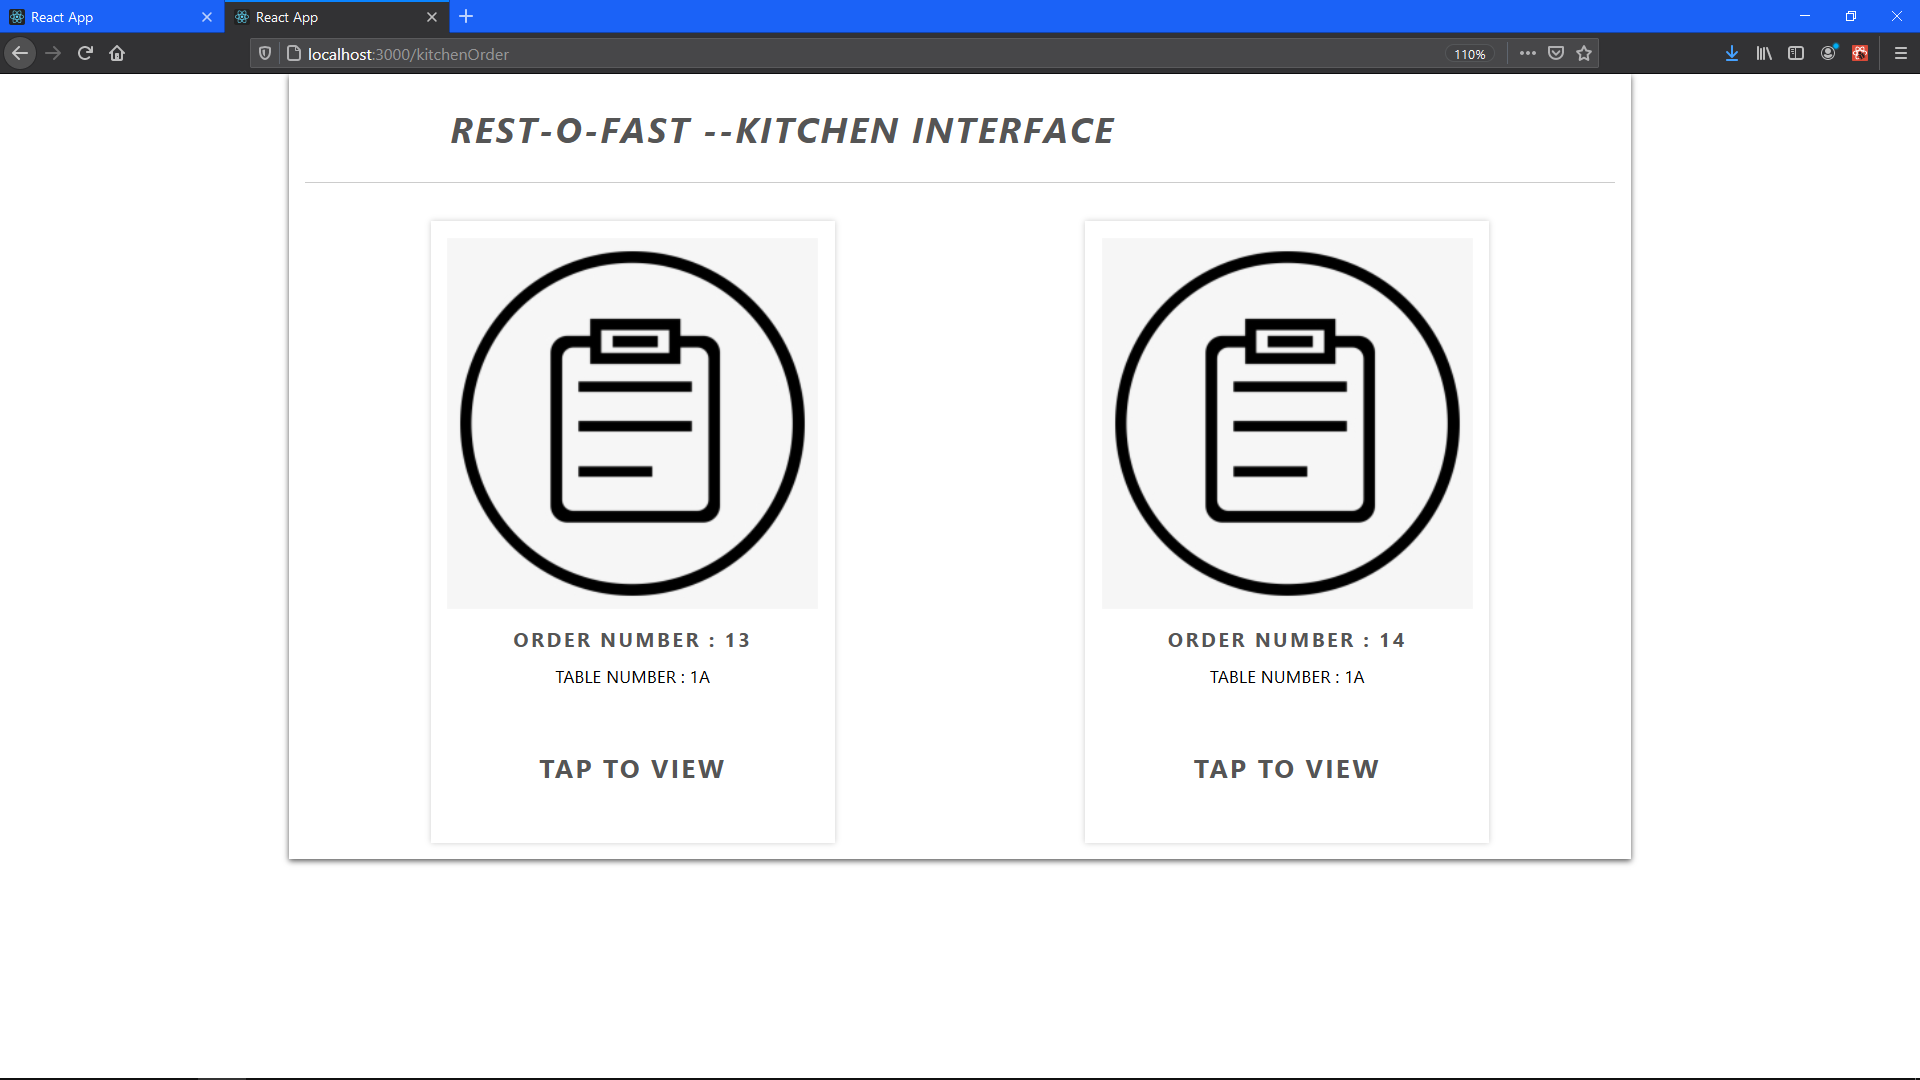 React App
React App
localhost:3000/kitchenOrder
110%
REST-O-FAST --KITCHEN INTERFACE
ORDER NUMBER : 13
TABLE NUMBER : 1A
TAP TO VIEW
ORDER NUMBER : 14
TABLE NUMBER : 1A
TAP TO VIEW